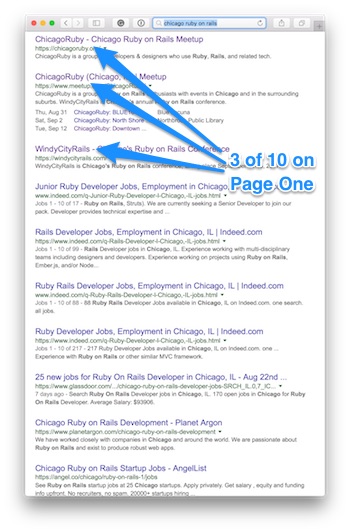 chicago ruby on rails
ChicagoRuby - Chicago Ruby on Rails Meetup
https://chicagoruby.or
ChicagoRuby is a group of developers & designers who use Ruby, Rails, and related tech.
ChicagoRuby (Chicago, Meetup
https://www.meetup
ChicagoRuby is a group of Ruby enthusiasts with events in Chicago and in the surrounding
suburbs. WindyCityRails is annual Ruby on Rails conference.
Thu, Aug 31 ChicagoRuby: BLUE
Sat, Sep 2 ChicagoRuby: North Shore
Tue, Sep 12 ChicagoRuby: Downtown ...
3 of 10 on
Page One
WindyCityRails - Chicago's Ruby on Rails Conference
https://windycityrails
WindyCityRails is Chicago's Ruby on Rails
Junior Ruby Developer Jobs, Employment in Chicago, IL | Indeed.com
www.indeed.com/q-Junior-Ruby-Developer-l-Chicago,-IL-jobs.html
Jobs 1 - 10 of 17 - Ruby on Rails, Struts). We are currently seeking a Senior Developer to join our
pack. Developer provides technical expertise and ...
Rails Developer Jobs, Employment in Chicago, IL | Indeed.com
www.indeed.com/q-Rails-Developer-l-Chicago,-IL-jobs.html
Jobs 1 - 10 of 99 - Rails Developer jobs in Chicago, IL. Experience working with multi-disciplinary
teams including designers and developers. Experience working on projects using Ruby on Rails,
Ember.js, and/or Node...
Ruby Rails Developer Jobs, Employment in Chicago, IL | Indeed.com
www.indeed.com/q-Ruby-Rails-Developer-l-Chicago,-IL-jobs.html
Jobs 1 - 10 of 88 - 88 Ruby Rails Developer Jobs available in Chicago, IL on Indeed.com. one search.
all jobs.
Ruby Developer Jobs, Employment in Chicago, IL | Indeed.com
www.indeed.com/q-Ruby-Developer-l-Chicago,-IL-jobs.html
Jobs 1 - 10 of 217 - 217 Ruby Developer Jobs available in Chicago, IL on Indeed.com. one ...
Experience with Ruby on Rails or other similar MVC framework.
25 new jobs for Ruby On Rails Developer in Chicago, IL - Aug 22nd ...
https://www.glassdoor.com/.../chicago-ruby-on-rails-developer-jobs-SRCH_IL.0,7_IC...
7 days ago - Search Ruby On Rails Developer jobs in Chicago, IL. 170 open jobs in Chicago for Ruby
On Rails Developer. Average Salary: $93906.
Chicago Ruby on Rails Development - Planet Argon
https://www.planetargon.com/chicago-ruby-on-rails-development
We have worked closely with companies in Chicago and around the world. We are passionate about
Ruby on Rails and exist to produce robust web apps.
Chicago Ruby on Rails Startup Jobs - AngelList
https://angel.co/chicago/ruby-on-rails-1/jobs
See Ruby on Rails startup jobs at 25 Chicago startups. Apply privately. Get salary , equity and funding
info upfront. No recruiters, no spam. 20000+ startups hiring ...